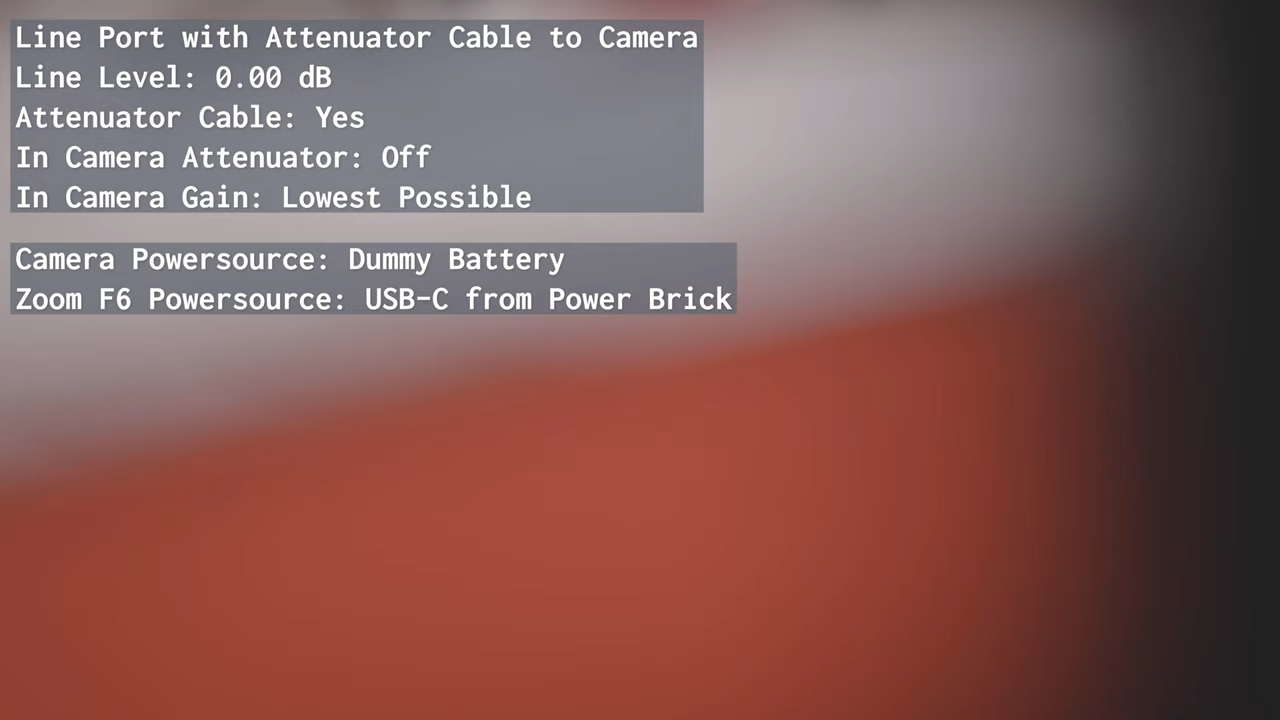 Line Port with Attenuator Cable to Camera
Line Level: 0.00 dB
Attenuator Cable: Yes
In Camera Attenuator: Off
In Camera Gain: Lowest Possible
Camera Powersource: Dummy Battery
Zoom F6 Powersource: USB-C from Power Brick